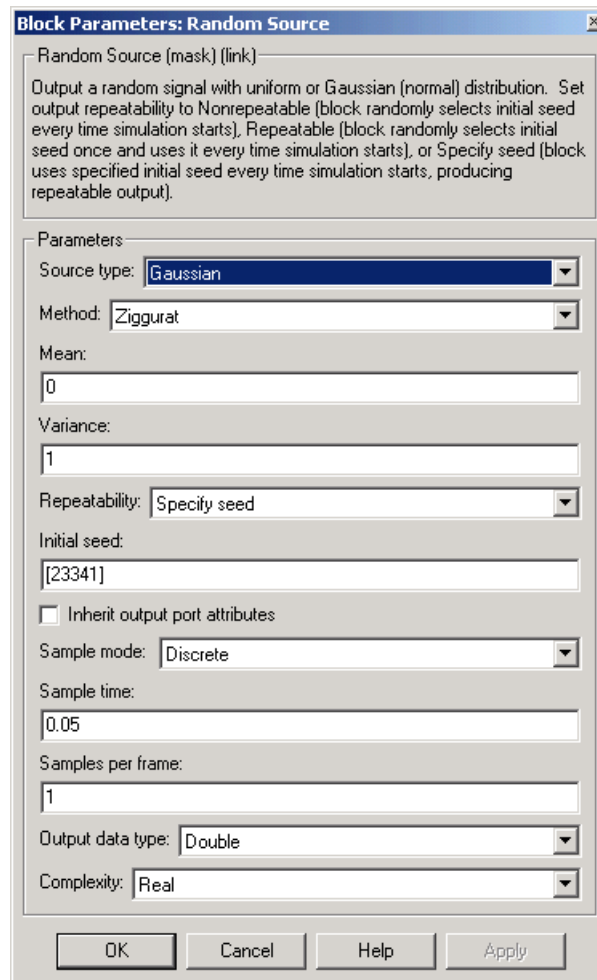 Block Parameters: Random Source
Random Source (mask) (link)
Output a random signal with uniform or Gaussian (normal) distribution.  Set
output repeatability to Nonrepeatable (block randomly selects initial seed
every time simulation starts), Repeatable (block randomly selects initial
seed once and uses it every time simulation starts), or Specify seed (block
uses specified initial seed every time simulation starts, producing
repeatable output).
Parameters
Source type: Gaussian
Method: Ziggurat
Mean:
0
Variance:
1
Repeatability: Specify seed
Initial seed:
[23341]
Inherit output port attributes
Sample mode: Discrete
Sample time:
0.05
Samples per frame:
1
Output data type: Double
Complexity: Real
OK Cancel Help Apply